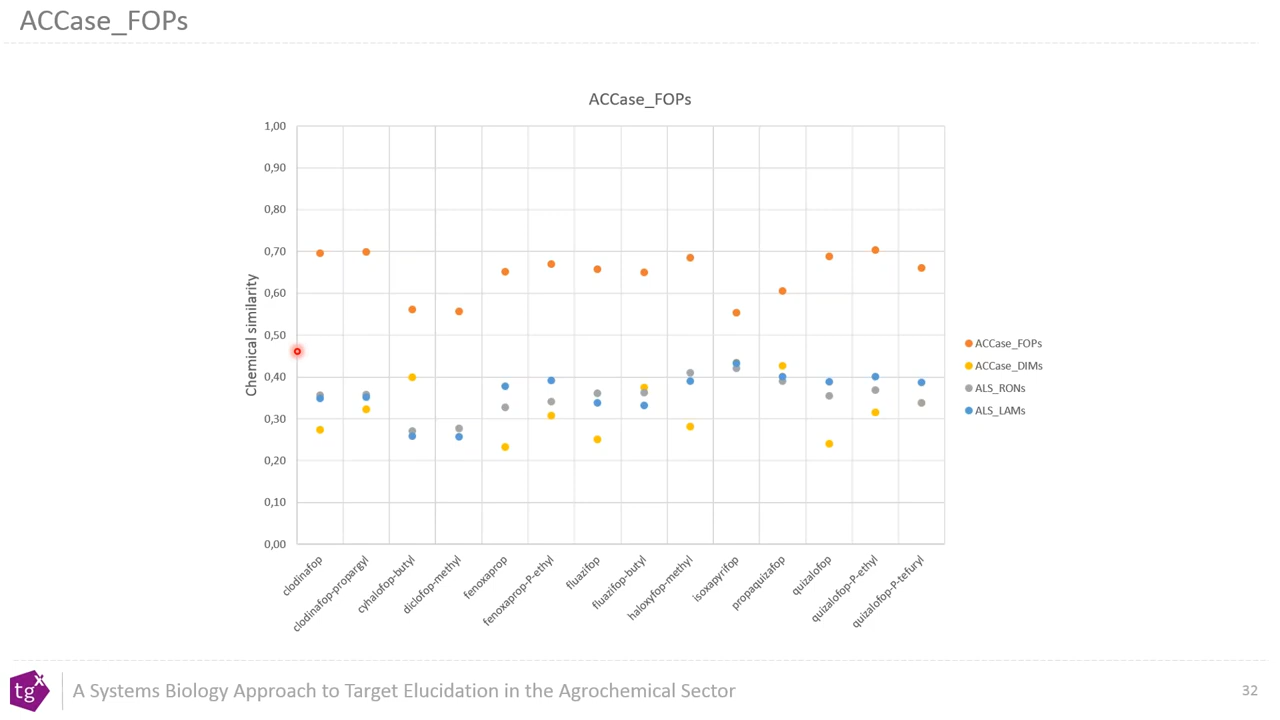 ACCase_FOPs
ACCase_FOPs
1,00
0,90
0,80
0,70
0,60
0,50
0,40
0,30
0,20
0,10
0,00
Chemical similarity
clodinafop
clodinafop-propargyl
cyhalofop-butyl
diclofop-methyl
fenoxaprop
fenoxaprop-P-ethyl
fluazifop
fluazifop-butyl
haloxyfop-methyl
isoxapyrifop
propaquizafop
quizalofop
quizalofop-P-ethyl
quizalofop-P-tefuryl
ACCase_FOPs
ACCase_DIMs
ALS_RONs
ALS_LAMs
tgx
A Systems Biology Approach to Target Elucidation in the Agrochemical Sector
32